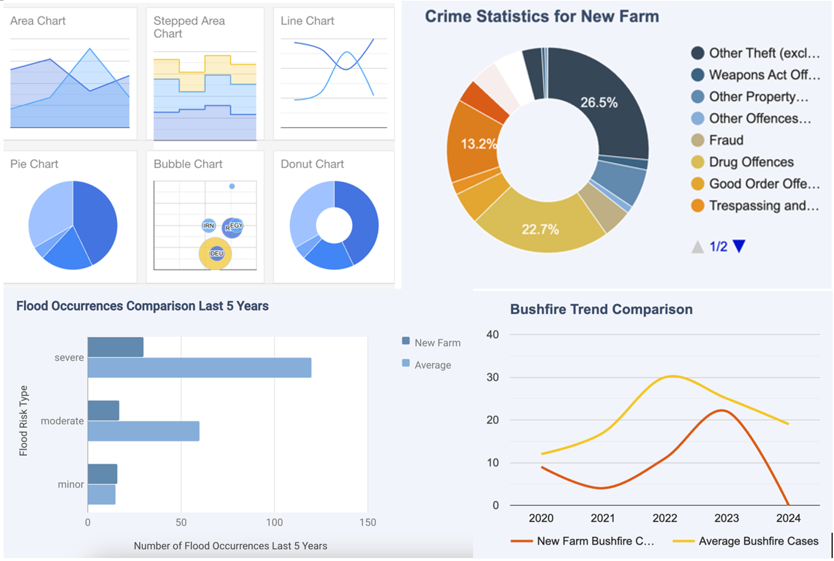 Area Chart
Stepped Area
Chart
Line Chart
Pie Chart
Bubble Chart
Donut Chart
IRN
EGY
DEU
Crime Statistics for New Farm
26.5%
13.2%
22.7%
Other Theft (excl...
Weapons Act Off...
Other Property...
Other Offences...
Fraud
Drug Offences
Good Order Offe...
Trespassing and...
1/2
Flood Occurrences Comparison Last 5 Years
New Farm
Average
Flood Risk Type
severe
moderate
minor
0
50
100
150
Number of Flood Occurrences Last 5 Years
Bushfire Trend Comparison
40
30
20
10
0
2020
2021
2022
2023
2024
New Farm Bushfire C...
Average Bushfire Cases